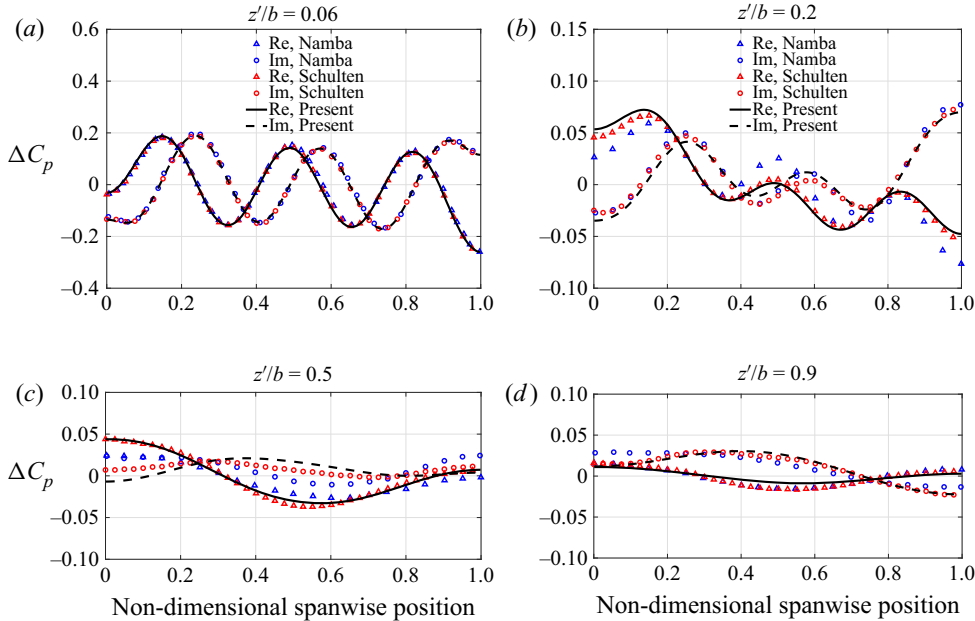 (a)
z′/b = 0.06
0.6
0.4
0.2
0
–0.2
–0.4
ΔCp
Re, Namba
Im, Namba
Re, Schulten
Im, Schulten
Re, Present
Im, Present
0 0.2 0.4 0.6 0.8 1.0
(b)
z′/b = 0.2
0.15
0.10
0.05
0
–0.05
–0.10
Re, Namba
Im, Namba
Re, Schulten
Im, Schulten
Re, Present
Im, Present
0 0.2 0.4 0.6 0.8 1.0
(c)
z′/b = 0.5
0.10
0.05
0
–0.05
–0.10
ΔCp
0 0.2 0.4 0.6 0.8 1.0
Non-dimensional spanwise position
(d)
z′/b = 0.9
0.10
0.05
0
–0.05
–0.10
0 0.2 0.4 0.6 0.8 1.0
Non-dimensional spanwise position